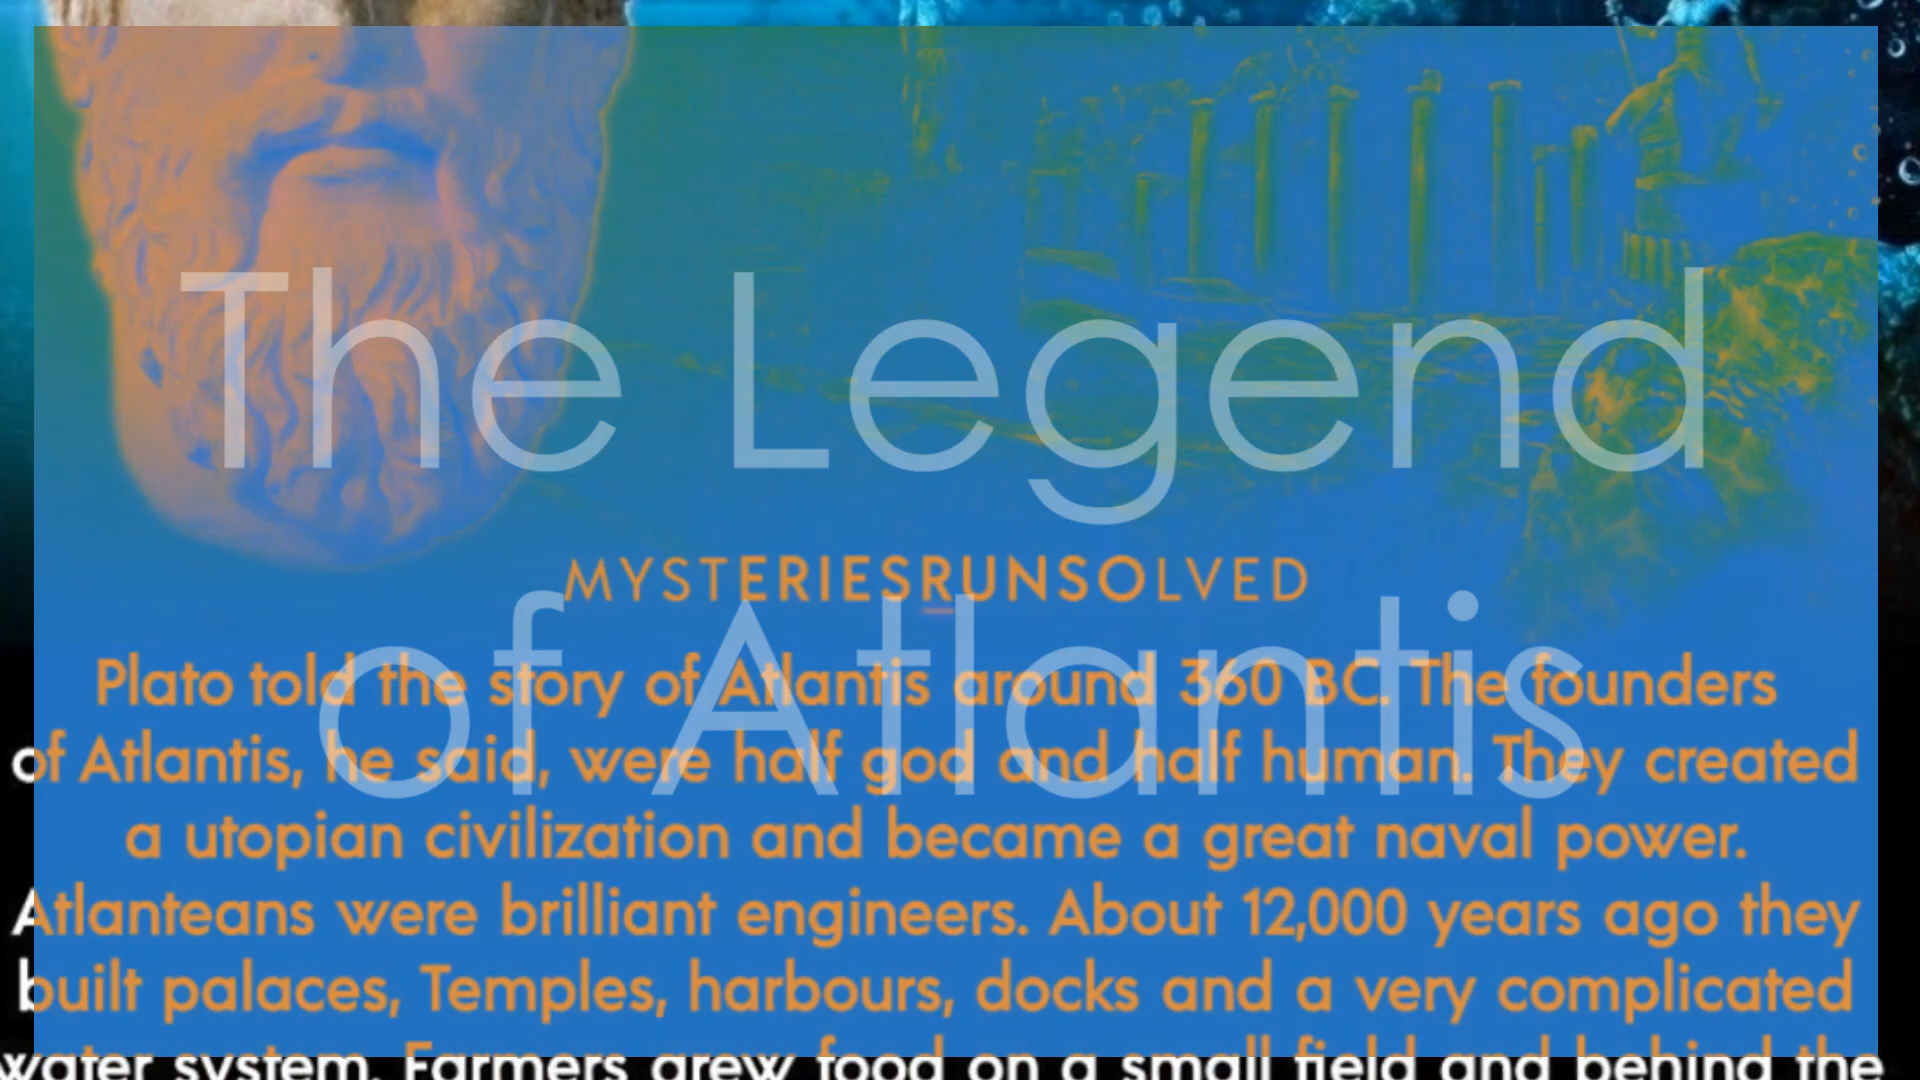 The Legend
of Atlantis
MYSTERIESRUNSOLVED
Plato told the story of Atlantis around 360 BC. The founders
of Atlantis, he said, were half god and half human. They created
a utopian civilization and became a great naval power.
Atlanteans were brilliant engineers. About 12,000 years ago they
built palaces, Temples, harbours, docks and a very complicated
water system. Farmers grew food on a small field and behind the